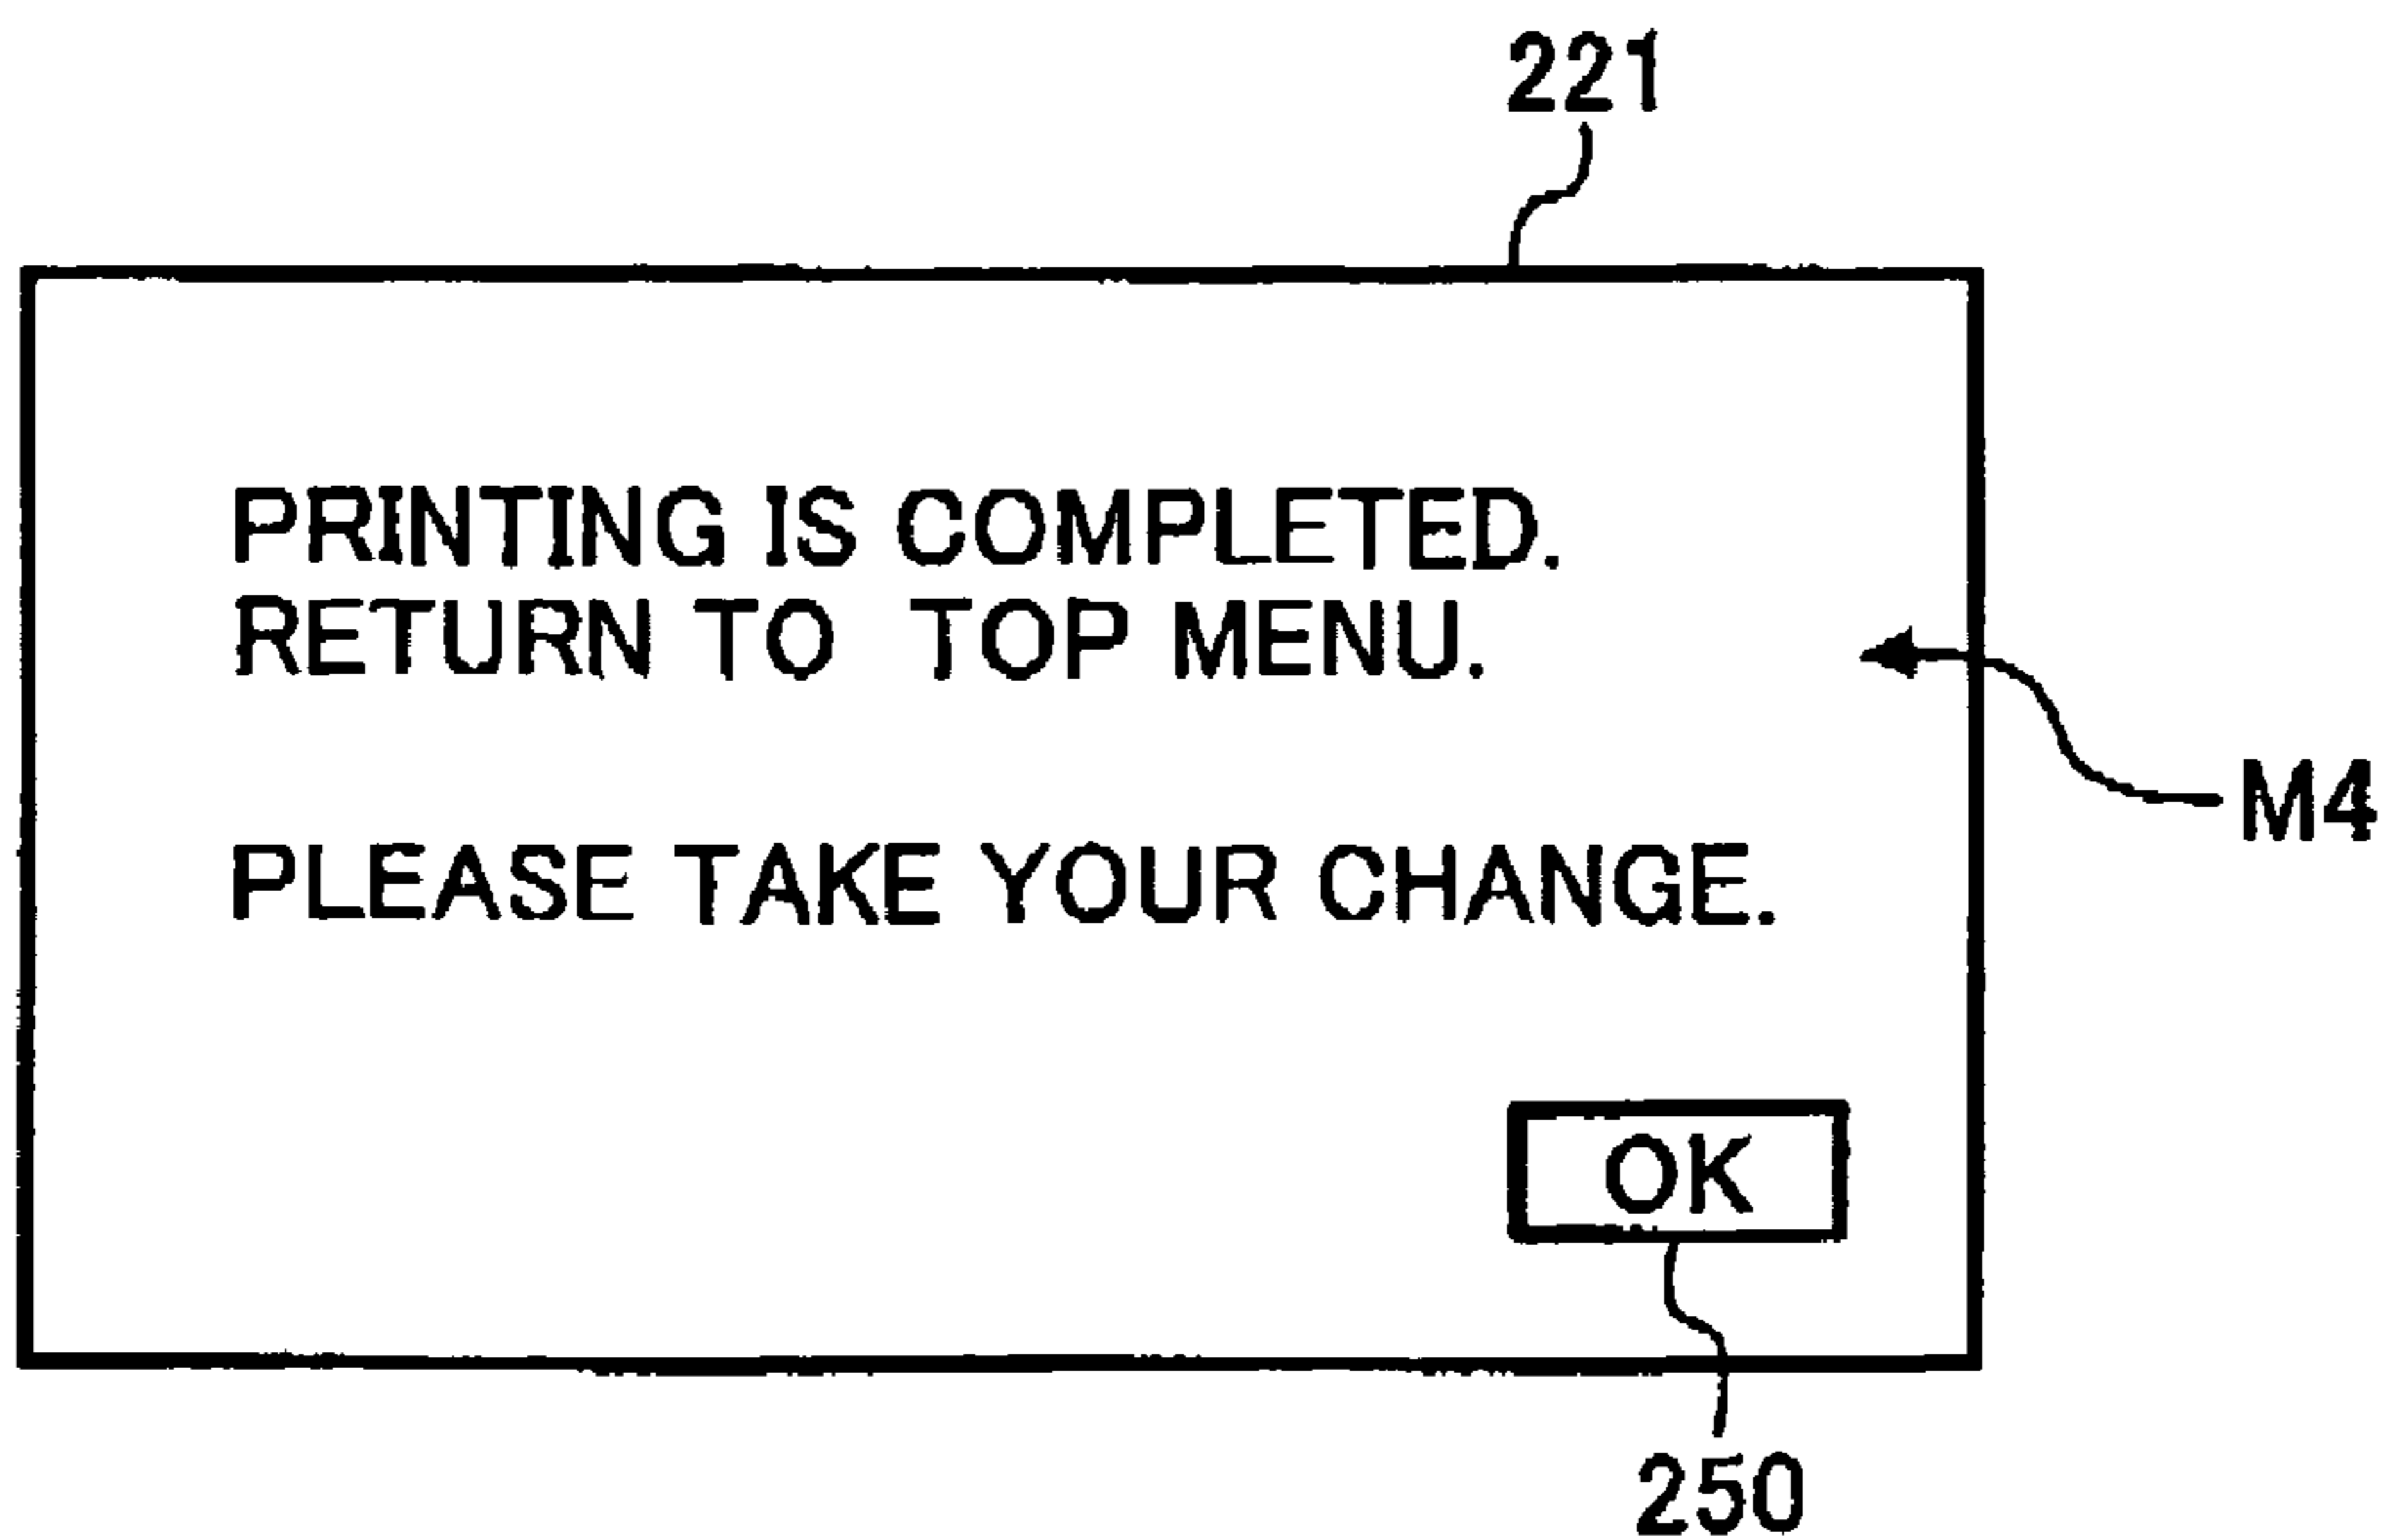 221
PRINTING IS COMPLETED.
RETURN TO TOP MENU.
M4
PLEASE TAKE YOUR CHANGE.
OK
250